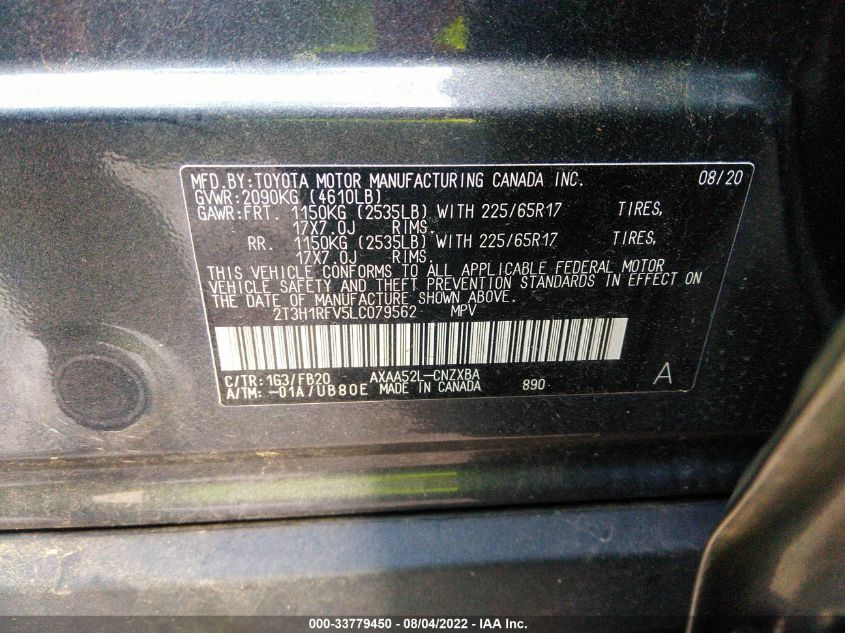 MFD.BY:TOYOTA MOTOR MANUFACTURING CANADA INC. 08/20
GVWR:2090KG (4610LB)
GAWR:FRT. 1150KG (2535LB) WITH 225/65R17 TIRES,
17X7.0J RIMS.
RR. 1150KG (2535LB) WITH 225/65R17 TIRES,
17X7.0J RIMS.
THIS VEHICLE CONFORMS TO ALL APPLICABLE FEDERAL MOTOR
VEHICLE SAFETY AND THEFT PREVENTION STANDARDS IN EFFECT ON
THE DATE OF MANUFACTURE SHOWN ABOVE.
2T3H1RFV5LC079562 MPV
C/TR:1G3/FB20 AXAA52L-CNZXBA A
A/TM:-01A/UB80E MADE IN CANADA 890
000-33779450 - 08/04/2022 - IAA Inc.